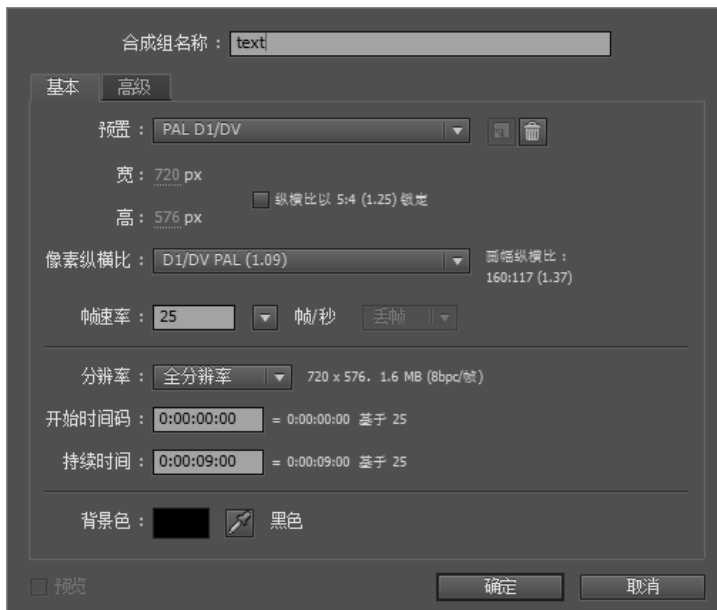 合成组名称： text
基本 高级
预置： PAL D1/DV
宽： 720 px
纵横比以 5:4 (1.25) 锁定
高： 576 px
像素纵横比： D1/DV PAL (1.09) 画幅纵横比：
160:117 (1.37)
帧速率： 25 帧/秒 丢帧
分辨率： 全分辨率 720 x 576，1.6 MB (8bpc/帧)
开始时间码： 0:00:00:00 = 0:00:00:00 基于 25
持续时间： 0:00:09:00 = 0:00:09:00 基于 25
背景色： 黑色
预览 确定 取消